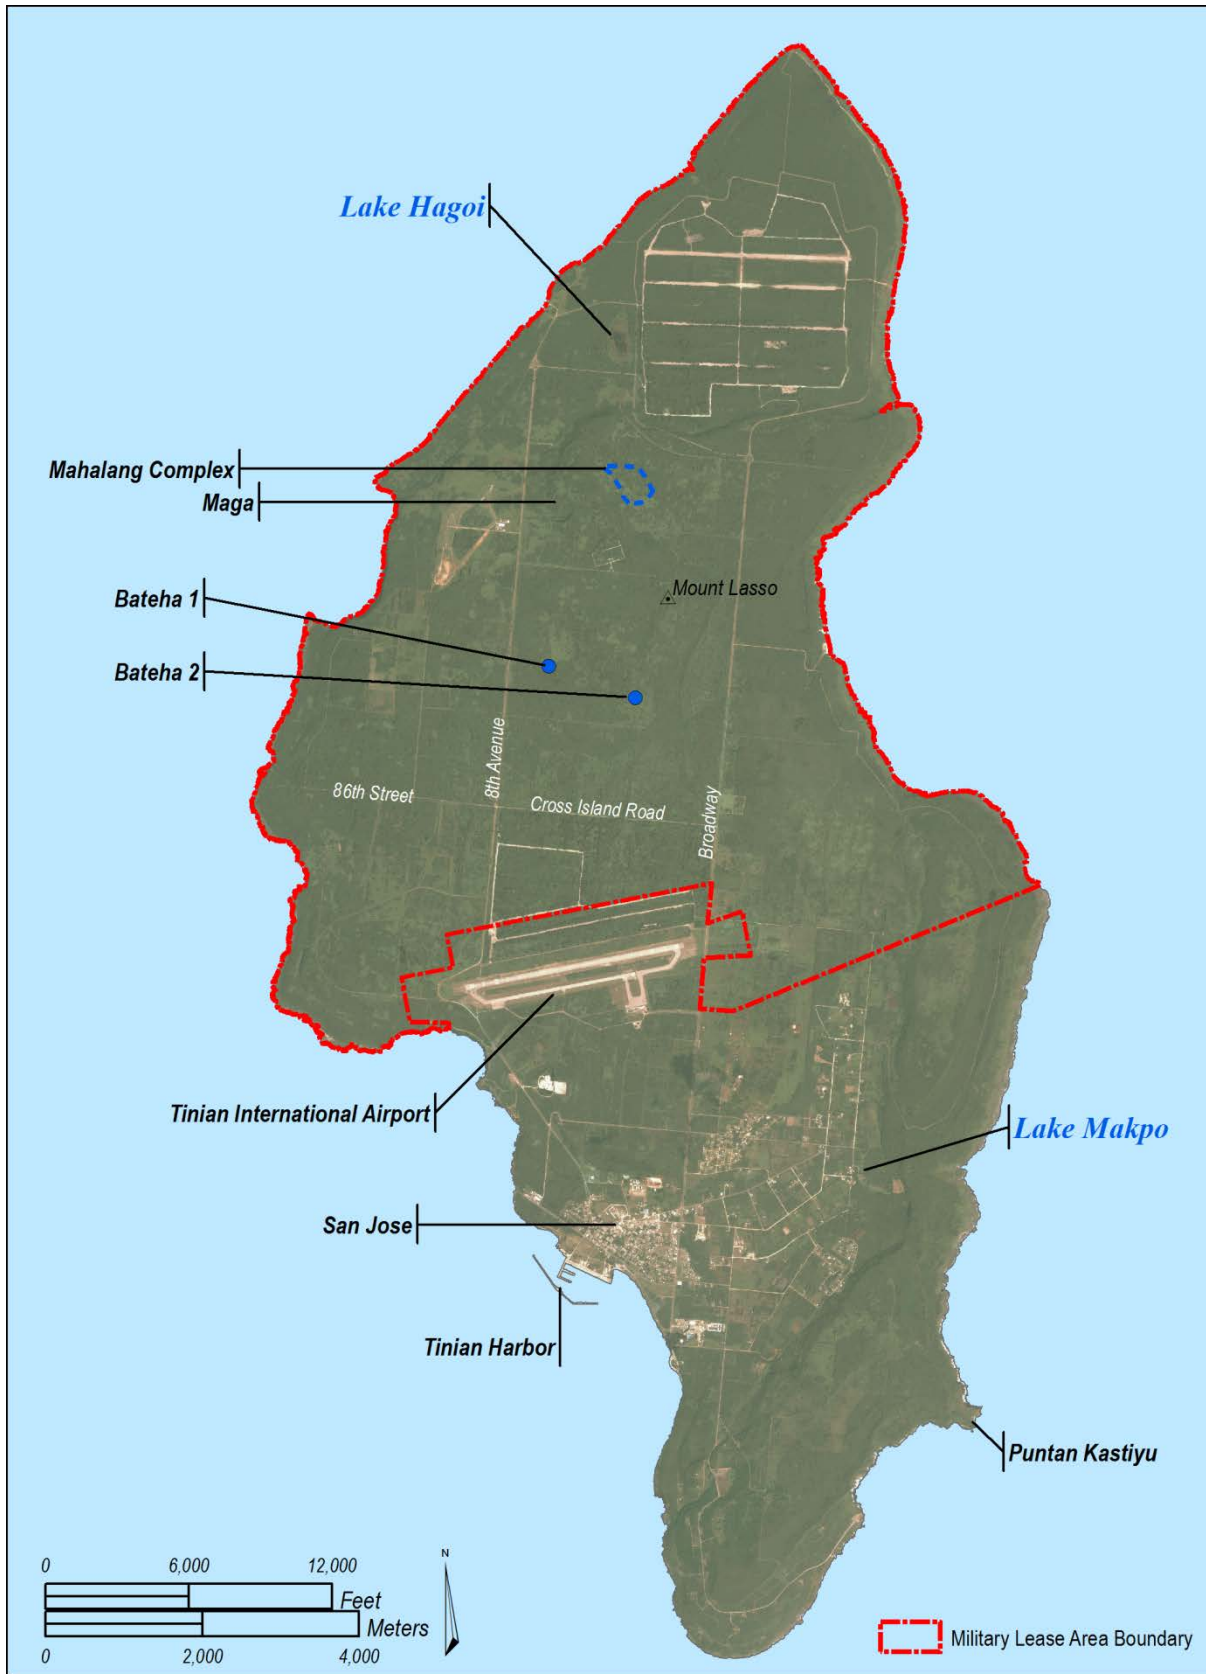 Lake Hagoi
Mahalang Complex
Maga
Mount Lasso
Bateha 1
Bateha 2
8th Avenue
86th Street
Cross Island Road
Broadway
Tinian International Airport
Lake Makpo
San Jose
Tinian Harbor
Puntan Kastiyu
0 6,000 12,000
Feet
Meters
0 2,000 4,000
N
Military Lease Area Boundary